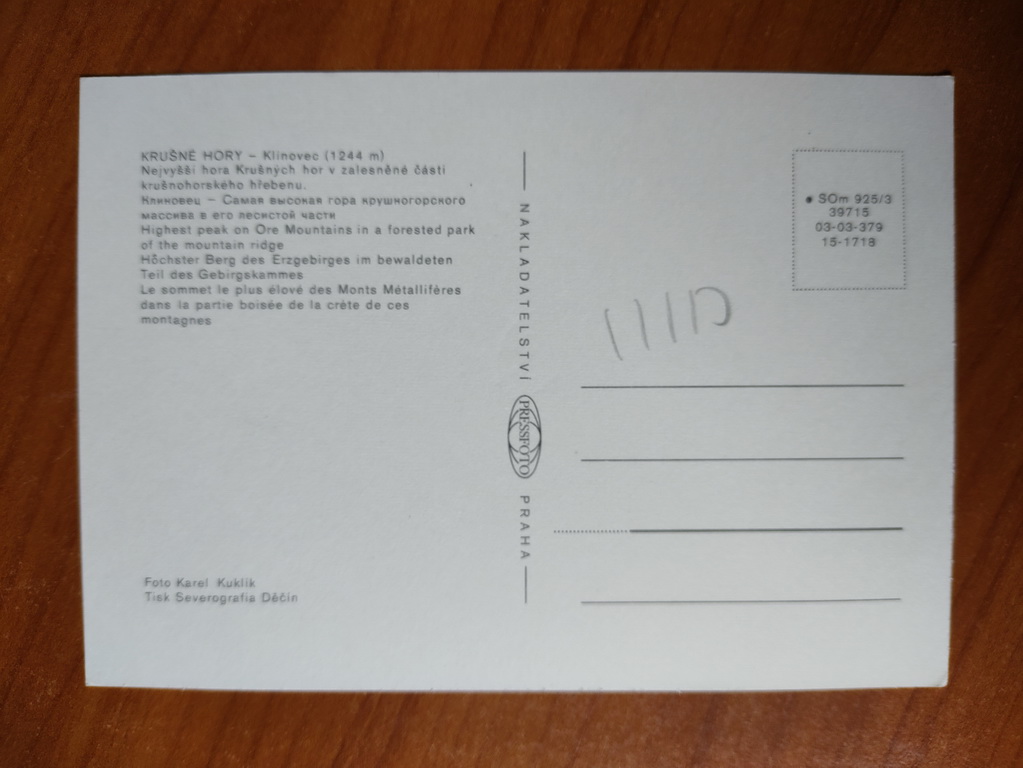 KRUŠNÉ HORY – Klínovec (1244 m)
Nejvyšší hora Krušných hor v zalesněné části
krušnohorského hřebenu.
Клиновец – Самая высокая гора крушногорского
массива в его лесистой части
Highest peak on Ore Mountains in a forested park
of the mountain ridge
Höchster Berg des Erzgebirges im bewaldeten
Teil des Gebirgskammes
Le sommet le plus élové des Monts Métallifères
dans la partie boisée de la crète de ces
montagnes
Foto Karel Kuklík
Tisk Severografia Děčín
NAKLADATELSTVÍ
PRESSFOTO
PRAHA
● SOm 925/3
39715
03-03-379
15-1718